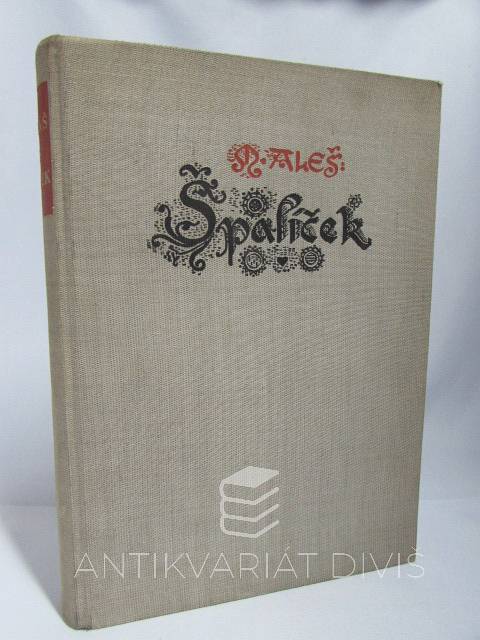 M. ALEŠ:
Špalíček
ANTIKVARIÁT DIVIŠ